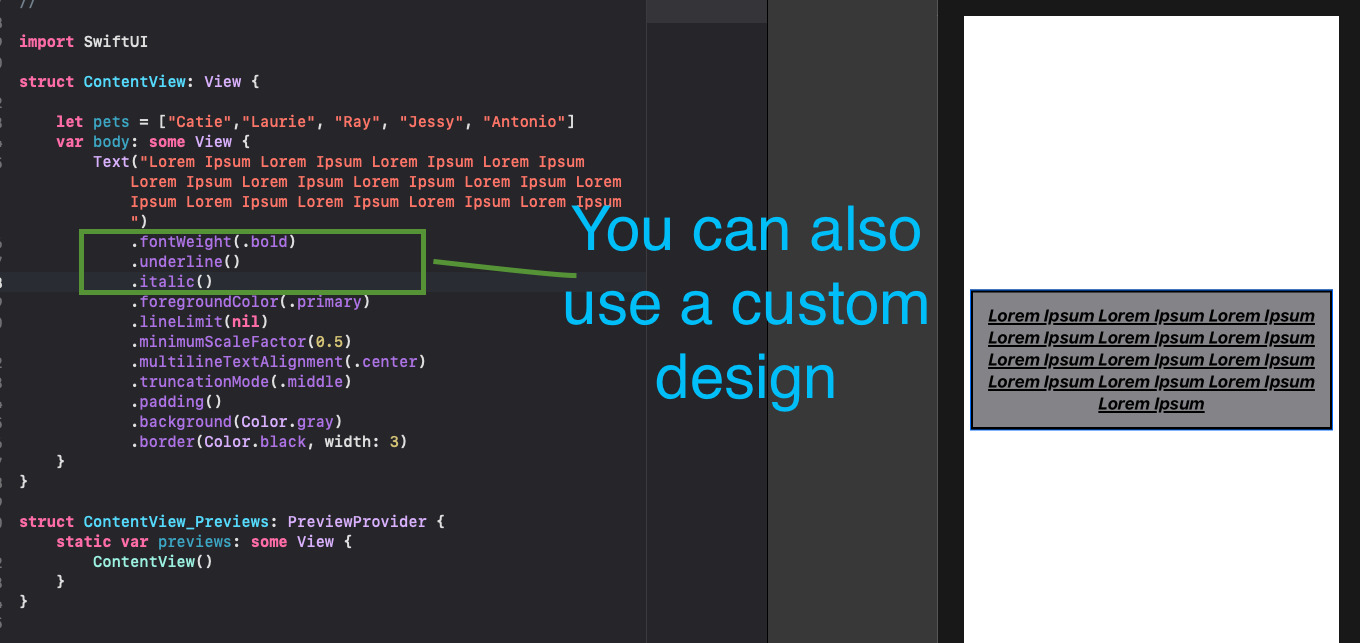 //
import SwiftUI
struct ContentView: View {
let pets = ["Catie","Laurie", "Ray", "Jessy", "Antonio"]
var body: some View {
Text("Lorem Ipsum Lorem Ipsum Lorem Ipsum Lorem Ipsum
Lorem Ipsum Lorem Ipsum Lorem Ipsum Lorem Ipsum Lorem
Ipsum Lorem Ipsum Lorem Ipsum Lorem Ipsum Lorem Ipsum
")
.fontWeight(.bold)
.underline()
.italic()
.foregroundColor(.primary)
.lineLimit(nil)
.minimumScaleFactor(0.5)
.multilineTextAlignment(.center)
.truncationMode(.middle)
.padding()
.background(Color.gray)
.border(Color.black, width: 3)
}
}
struct ContentView_Previews: PreviewProvider {
static var previews: some View {
ContentView()
}
}
You can also
use a custom
design
Lorem Ipsum Lorem Ipsum Lorem Ipsum
Lorem Ipsum Lorem Ipsum Lorem Ipsum
Lorem Ipsum Lorem Ipsum Lorem Ipsum
Lorem Ipsum Lorem Ipsum Lorem Ipsum
Lorem Ipsum